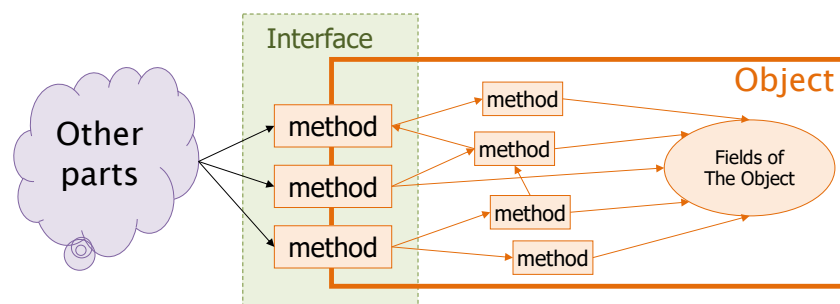 Interface
Object
Other
parts
method
method
method
method
method
method
method
Fields of
The Object